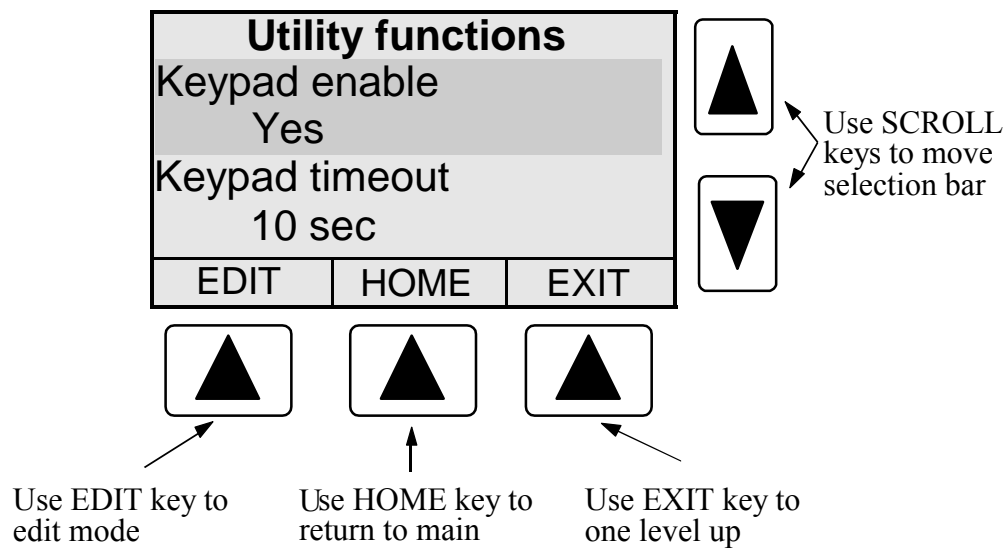 Utility functions
Keypad enable
Yes
Keypad timeout
10 sec
EDIT HOME EXIT
Use SCROLL
keys to move
selection bar
Use EDIT key to
edit mode
Use HOME key to
return to main
Use EXIT key to
one level up